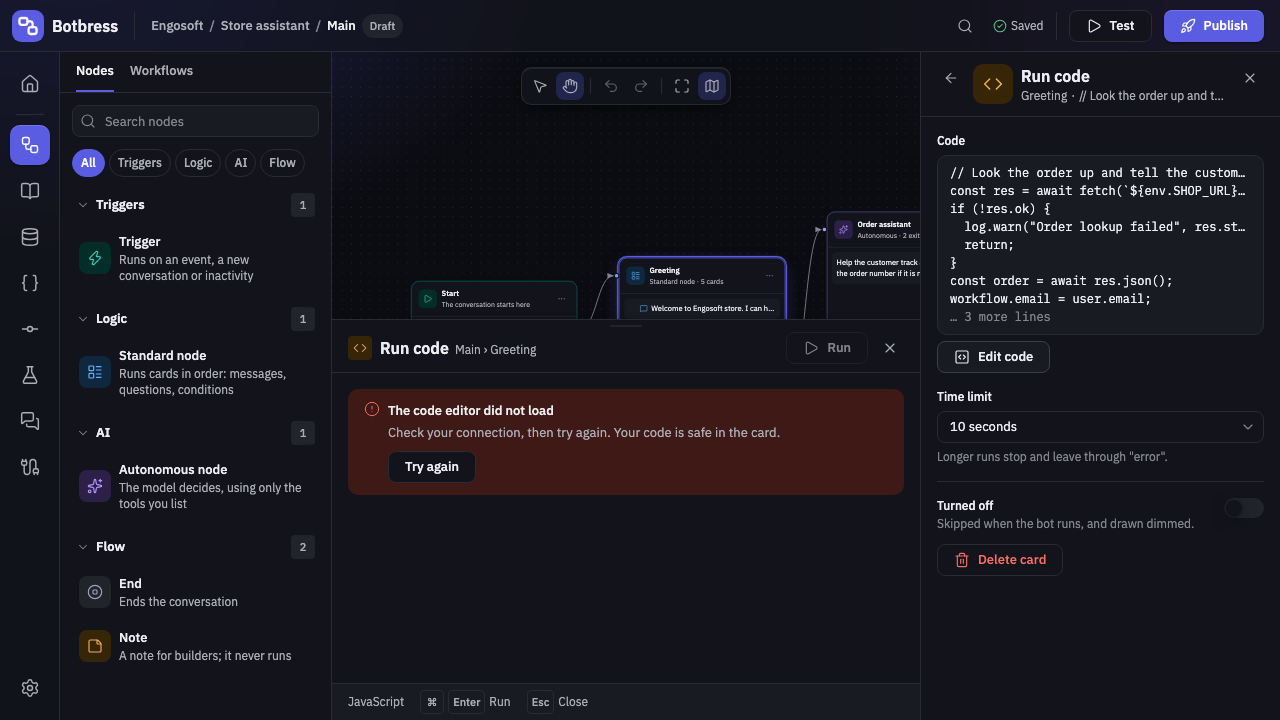 Botbress
Engosoft / Store assistant / Main Draft
Saved
Test
Publish
Nodes
Workflows
Search nodes
All
Triggers
Logic
AI
Flow
Triggers 1
Trigger
Runs on an event, a new
conversation or inactivity
Logic 1
Standard node
Runs cards in order: messages,
questions, conditions
AI 1
Autonomous node
The model decides, using only the
tools you list
Flow 2
End
Ends the conversation
Note
A note for builders; it never runs
Start
The conversation starts here
Greeting
Standard node · 5 cards
Welcome to Engosoft store. I can h…
Order assistant
Autonomous · 2 exit
Help the customer track
the order number if it is
Run code Main › Greeting
Run
The code editor did not load
Check your connection, then try again. Your code is safe in the card.
Try again
JavaScript ⌘ Enter Run Esc Close
Run code
Greeting · // Look the order up and t…
Code
// Look the order up and tell the custom…
const res = await fetch(`${env.SHOP_URL}…
if (!res.ok) {
log.warn("Order lookup failed", res.st…
return;
}
const order = await res.json();
workflow.email = user.email;
… 3 more lines
Edit code
Time limit
10 seconds
Longer runs stop and leave through "error".
Turned off
Skipped when the bot runs, and drawn dimmed.
Delete card